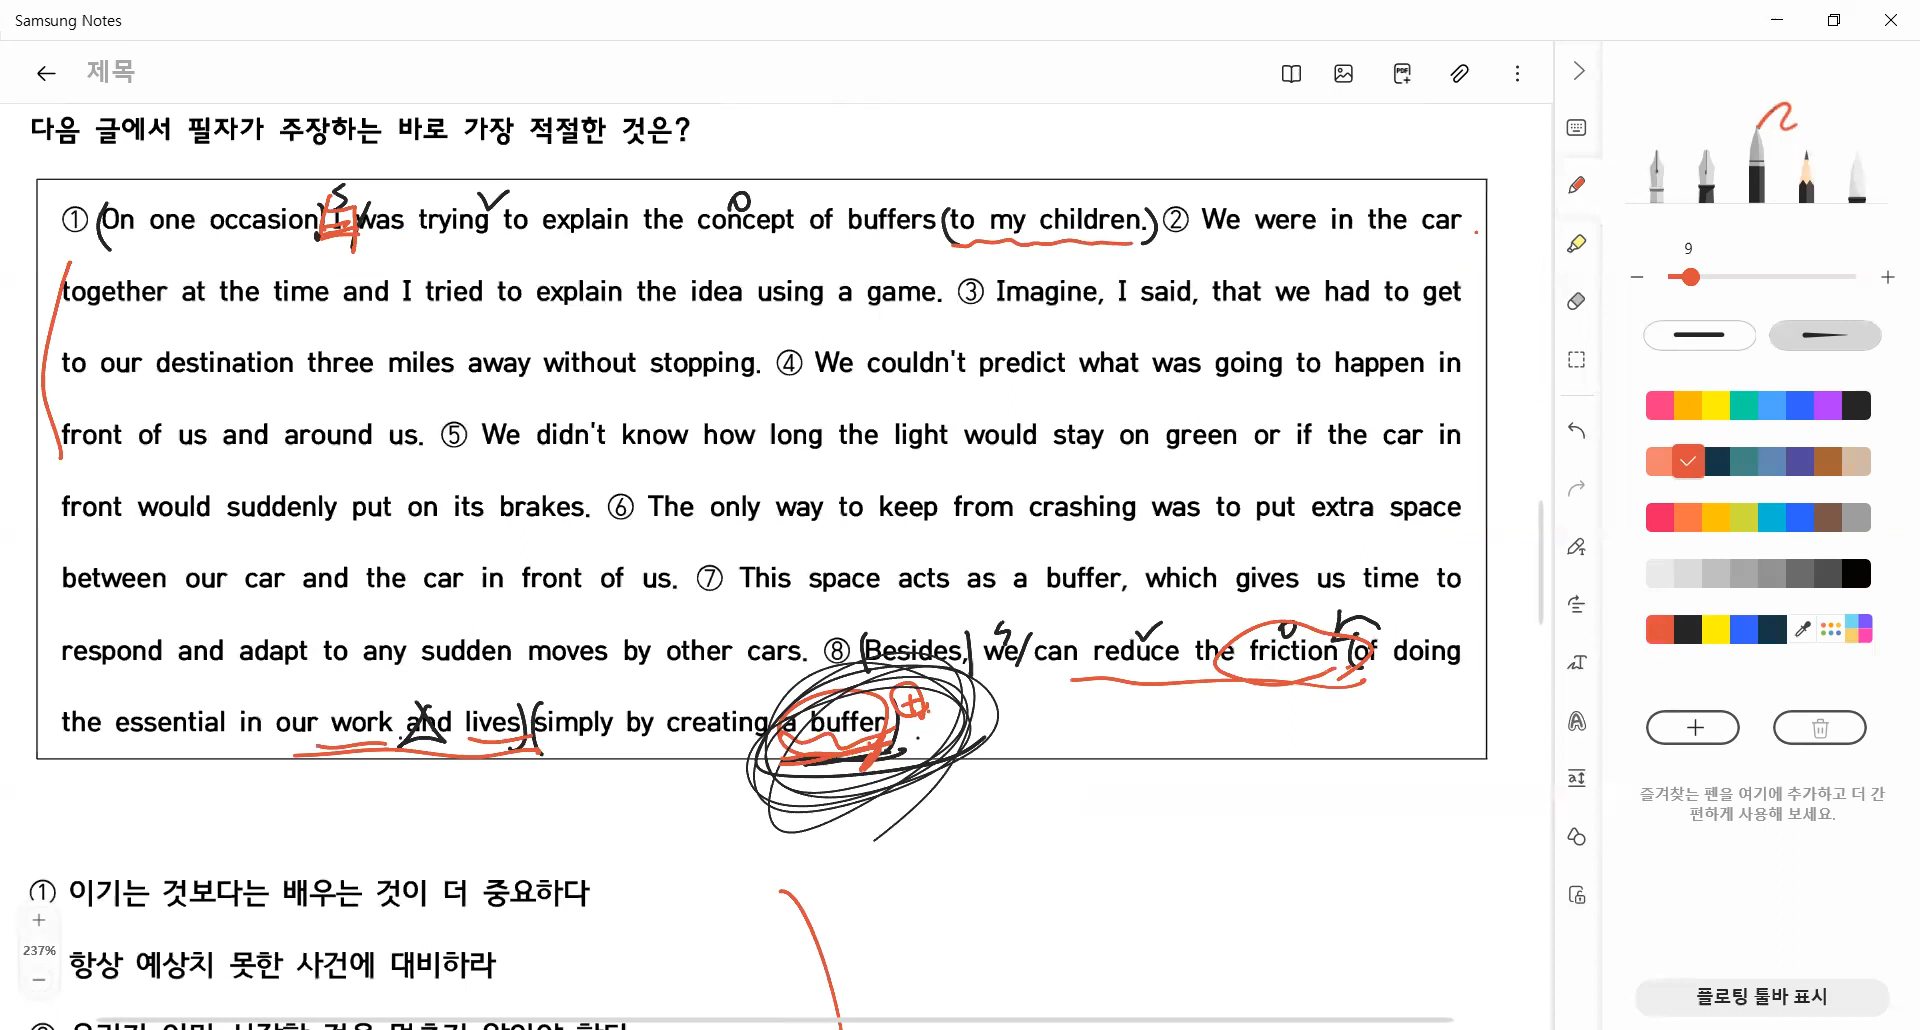 Samsung Notes
제목
다음 글에서 필자가 주장하는 바로 가장 적절한 것은?
① On one occasion, I was trying to explain the concept of buffers to my children. ② We were in the car
together at the time and I tried to explain the idea using a game. ③ Imagine, I said, that we had to get
to our destination three miles away without stopping. ④ We couldn't predict what was going to happen in
front of us and around us. ⑤ We didn't know how long the light would stay on green or if the car in
front would suddenly put on its brakes. ⑥ The only way to keep from crashing was to put extra space
between our car and the car in front of us. ⑦ This space acts as a buffer, which gives us time to
respond and adapt to any sudden moves by other cars. ⑧ Besides, we can reduce the friction of doing
the essential in our work and lives simply by creating a buffer.
① 이기는 것보다는 배우는 것이 더 중요하다
항상 예상치 못한 사건에 대비하라
237%
9
즐겨찾는 펜을 여기에 추가하고 더 간
편하게 사용해 보세요.
플로팅 툴바 표시